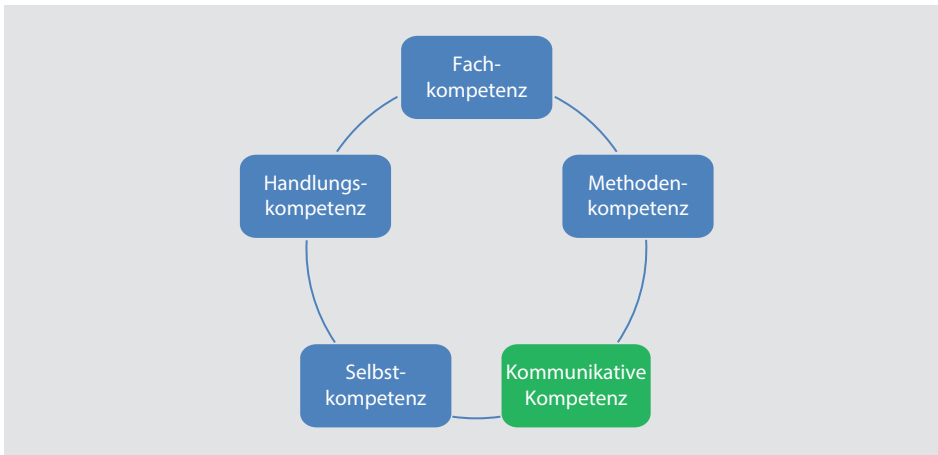 Fach-
kompetenz
Handlungs-
kompetenz
Methoden-
kompetenz
Selbst-
kompetenz
Kommunikative
Kompetenz